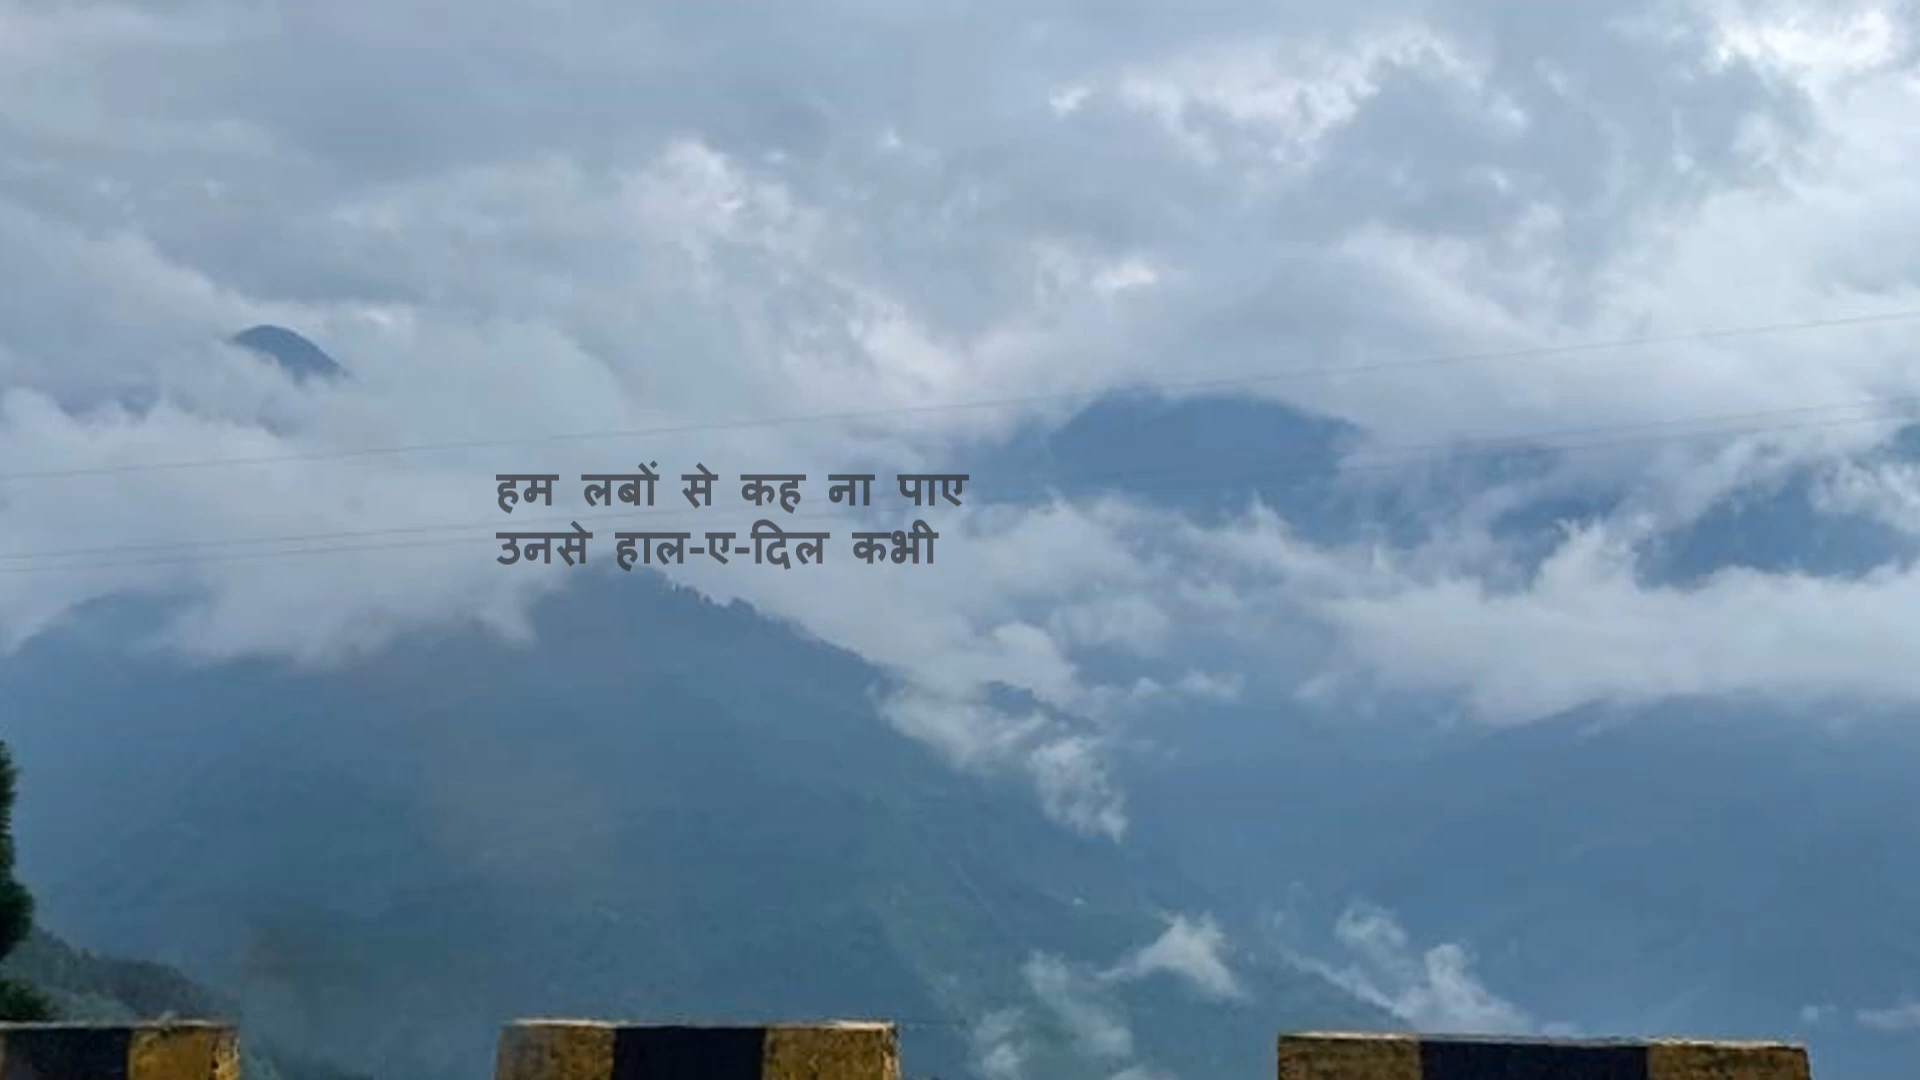 हम लबों से कह ना पाए
उनसे हाल-ए-दिल कभी